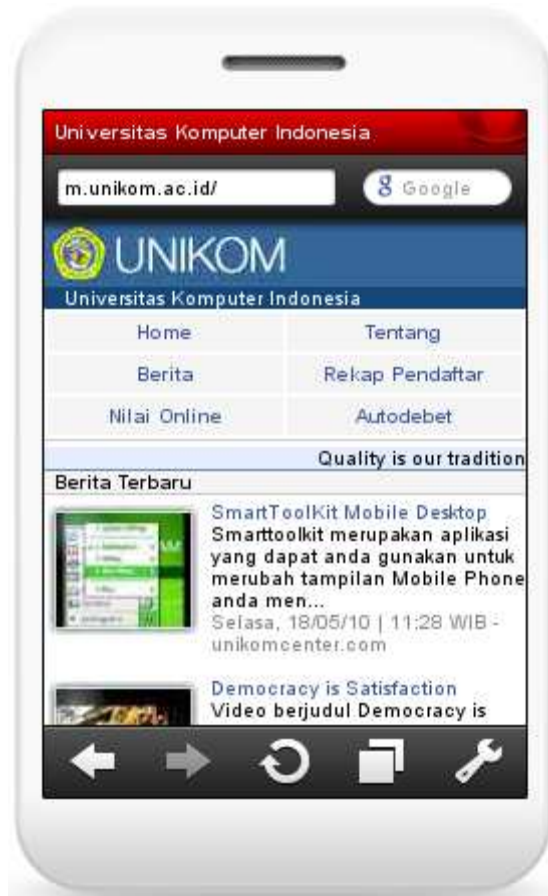 Universitas Komputer Indonesia
m.unikom.ac.id/
g Google
UNIKOM
Universitas Komputer Indonesia
Home Tentang
Berita Rekap Pendaftar
Nilai Online Autodebet
Quality is our tradition
Berita Terbaru
SmartToolKit Mobile Desktop
Smarttoolkit merupakan aplikasi
yang dapat anda gunakan untuk
merubah tampilan Mobile Phone
anda men...
Selasa, 18/05/10 | 11:28 WIB -
unikomcenter.com
Democracy is Satisfaction
Video berjudul Democracy is